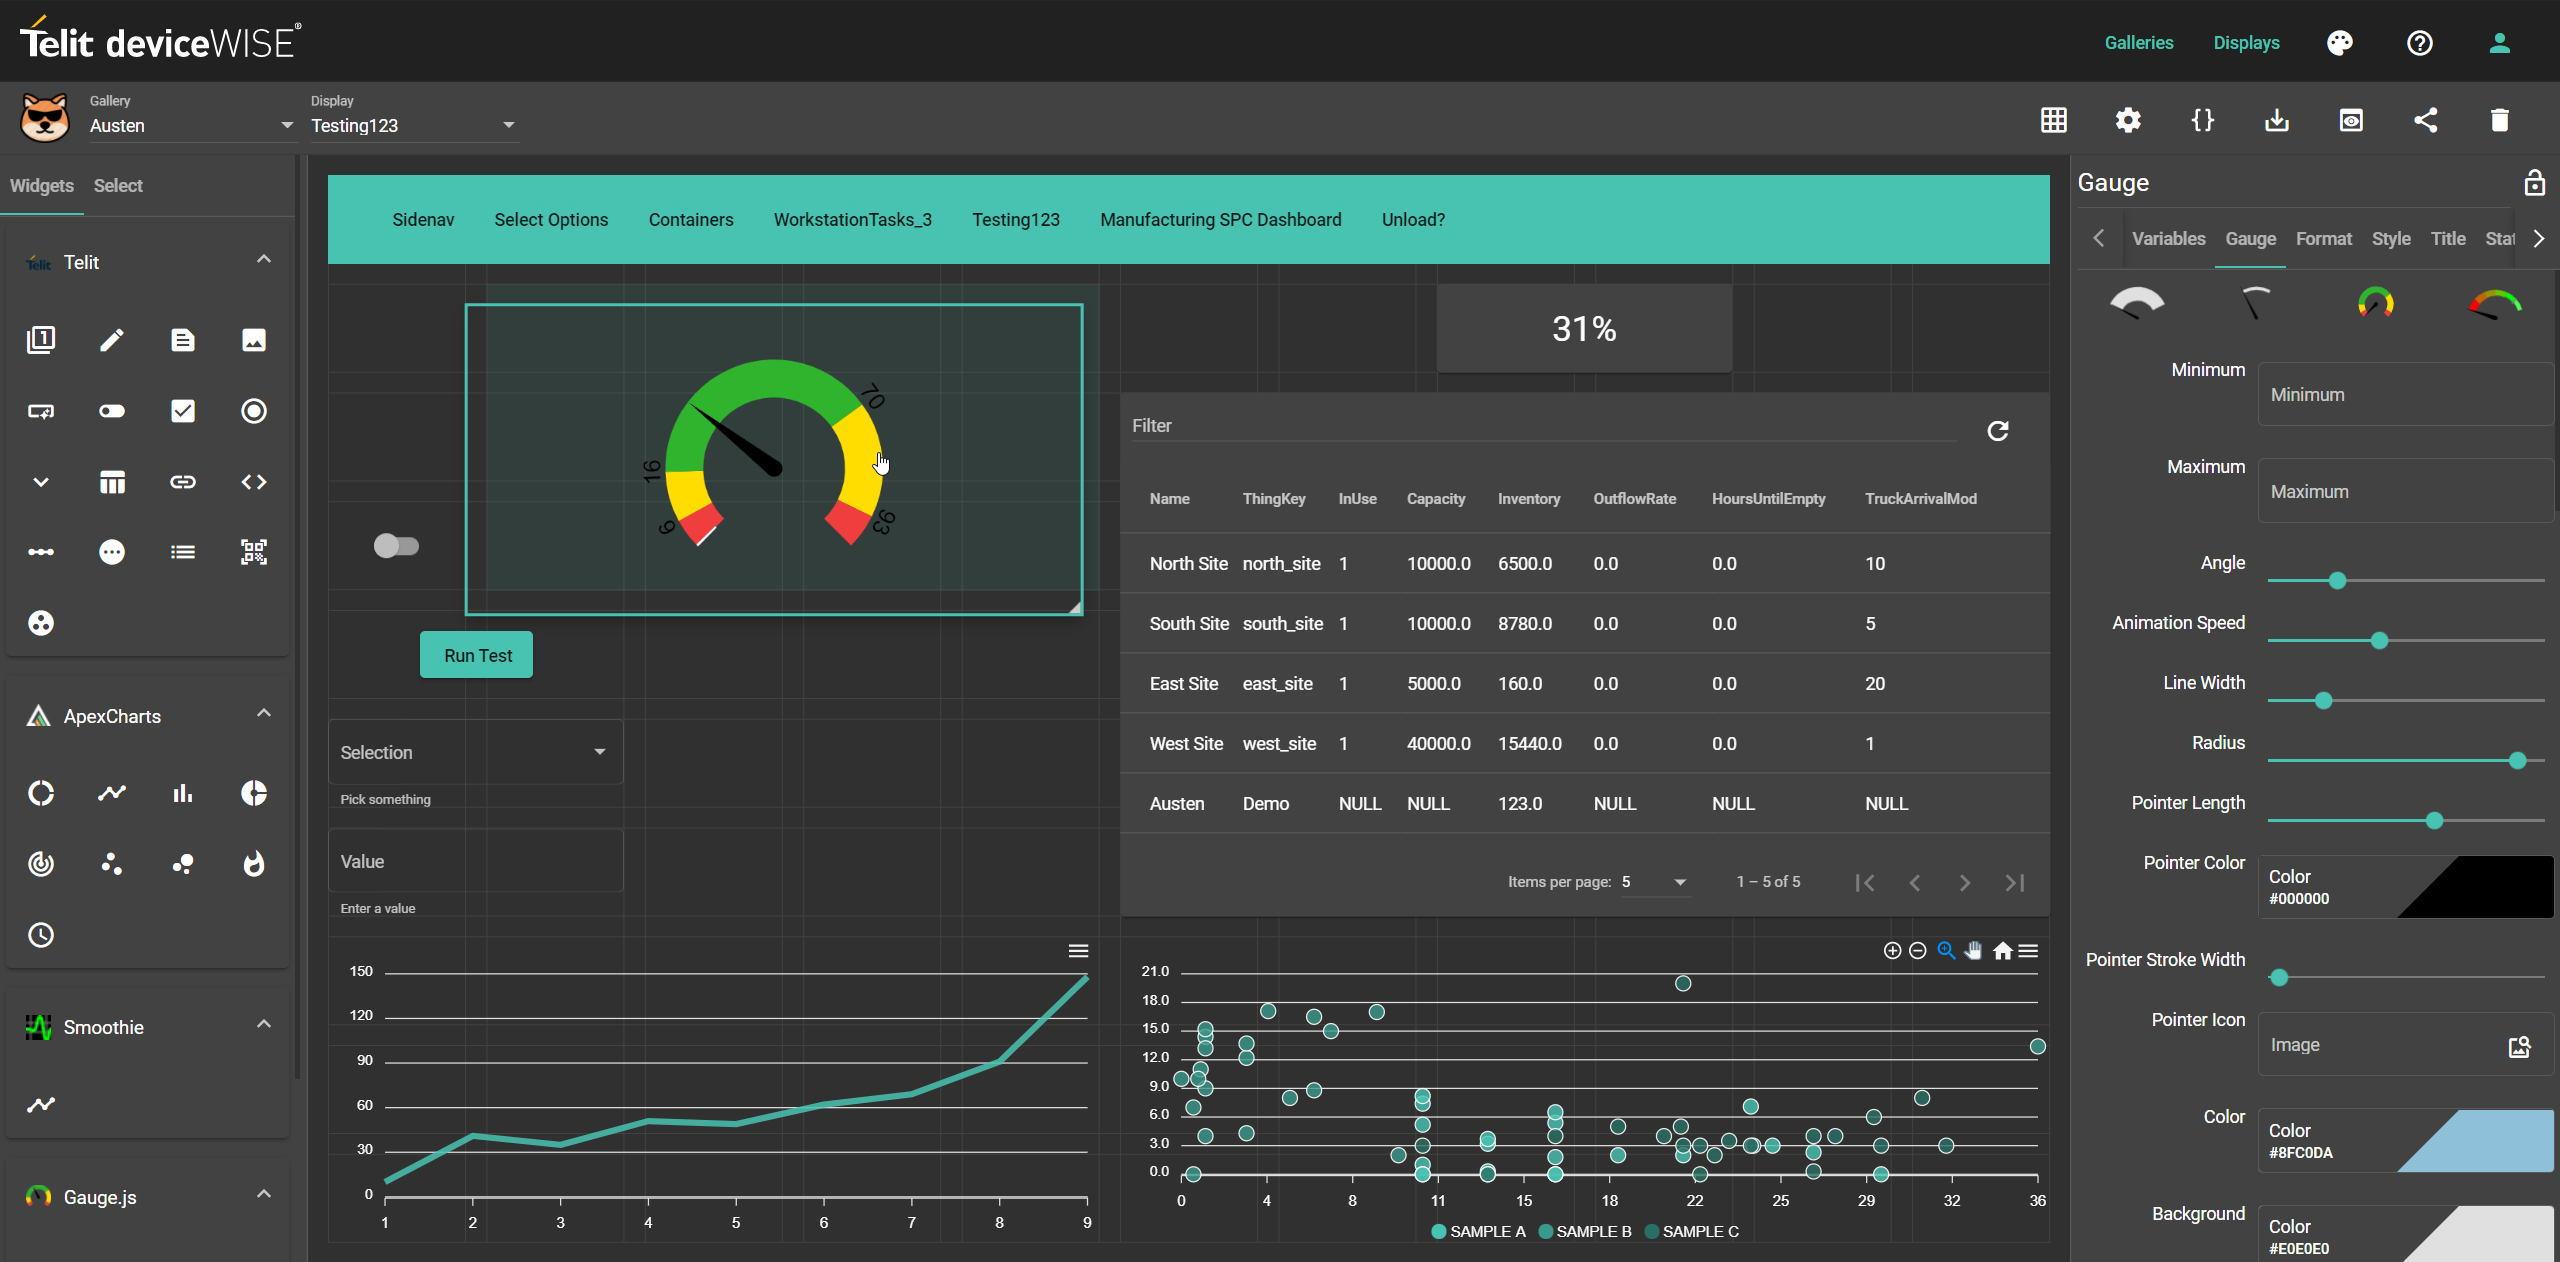 Telit deviceWISE®
Galleries
Displays
Gallery
Austen
Display
Testing123
Widgets
Select
Telit
ApexCharts
Smoothie
Gauge.js
Sidenav
Select Options
Containers
WorkstationTasks_3
Testing123
Manufacturing SPC Dashboard
Unload?
6
16
70
93
31%
Run Test
Selection
Pick something
Value
Enter a value
Filter
Name ThingKey InUse Capacity Inventory OutflowRate HoursUntilEmpty TruckArrivalMod
North Site north_site 1 10000.0 6500.0 0.0 0.0 10
South Site south_site 1 10000.0 8780.0 0.0 0.0 5
East Site east_site 1 5000.0 160.0 0.0 0.0 20
West Site west_site 1 40000.0 15440.0 0.0 0.0 1
Austen Demo NULL NULL 123.0 NULL NULL NULL
Items per page: 5 1 – 5 of 5
150
120
90
60
30
0
1 2 3 4 5 6 7 8 9
21.0
18.0
15.0
12.0
9.0
6.0
3.0
0.0
0 4 8 11 15 18 22 25 29 32 36
SAMPLE A SAMPLE B SAMPLE C
Gauge
Variables Gauge Format Style Title Stat
Minimum
Minimum
Maximum
Maximum
Angle
Animation Speed
Line Width
Radius
Pointer Length
Pointer Color
Color
#000000
Pointer Stroke Width
Pointer Icon
Image
Color
Color
#8FC0DA
Background
Color
#E0E0E0